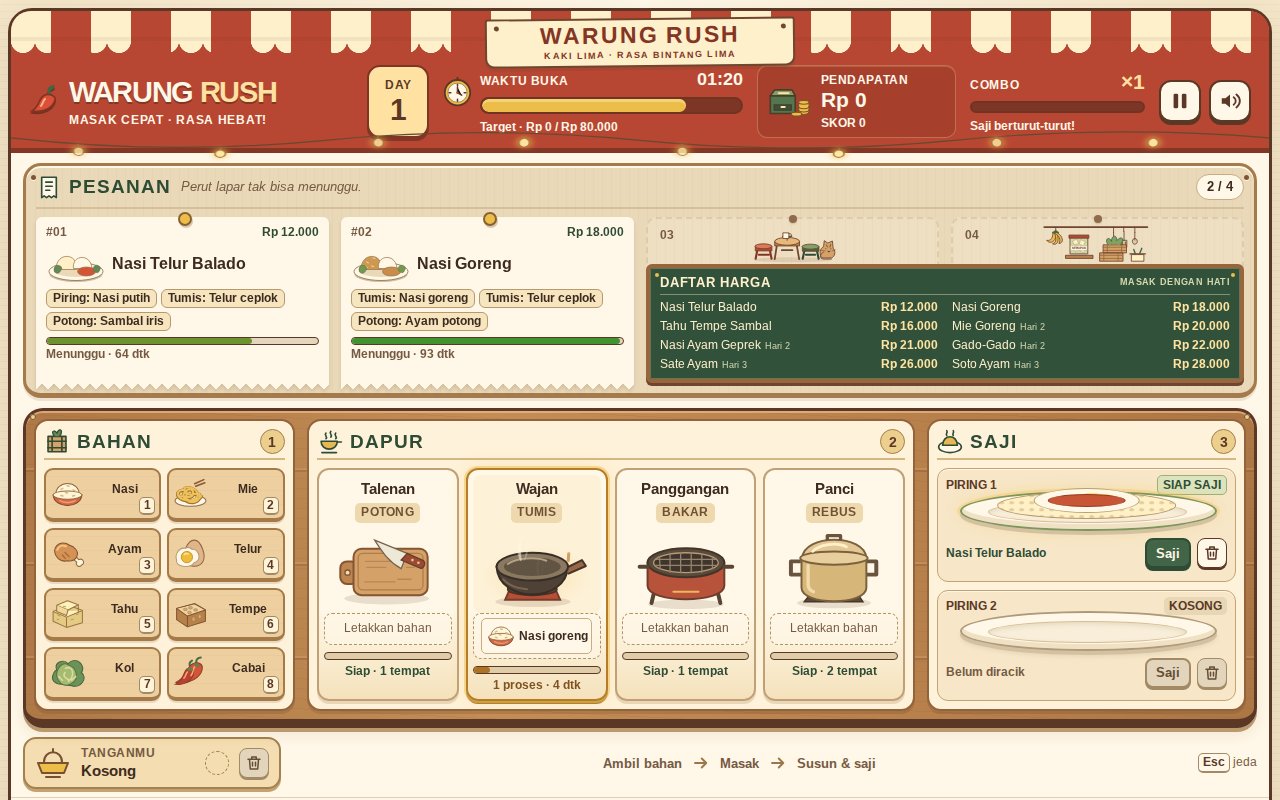 WARUNG RUSH
KAKI LIMA · RASA BINTANG LIMA
WARUNG RUSH
MASAK CEPAT · RASA HEBAT!
DAY
1
WAKTU BUKA 01:20
Target · Rp 0 / Rp 80.000
PENDAPATAN
Rp 0
SKOR 0
COMBO ×1
Saji berturut-turut!
PESANAN Perut lapar tak bisa menunggu. 2 / 4
#01 Rp 12.000
Nasi Telur Balado
Piring: Nasi putih Tumis: Telur ceplok
Potong: Sambal iris
Menunggu · 64 dtk
#02 Rp 18.000
Nasi Goreng
Tumis: Nasi goreng Tumis: Telur ceplok
Potong: Ayam potong
Menunggu · 93 dtk
03
04
DAFTAR HARGA MASAK DENGAN HATI
Nasi Telur Balado Rp 12.000 Nasi Goreng Rp 18.000
Tahu Tempe Sambal Rp 16.000 Mie Goreng Hari 2 Rp 20.000
Nasi Ayam Geprek Hari 2 Rp 21.000 Gado-Gado Hari 2 Rp 22.000
Sate Ayam Hari 3 Rp 26.000 Soto Ayam Hari 3 Rp 28.000
BAHAN 1
Nasi 1
Mie 2
Ayam 3
Telur 4
Tahu 5
Tempe 6
Kol 7
Cabai 8
DAPUR 2
Talenan
POTONG
Letakkan bahan
Siap · 1 tempat
Wajan
TUMIS
Nasi goreng
1 proses · 4 dtk
Panggangan
BAKAR
Letakkan bahan
Siap · 1 tempat
Panci
REBUS
Letakkan bahan
Siap · 2 tempat
SAJI 3
PIRING 1 SIAP SAJI
Nasi Telur Balado Saji
PIRING 2 KOSONG
Belum diracik Saji
TANGANMU
Kosong
Ambil bahan → Masak → Susun & saji
Esc jeda